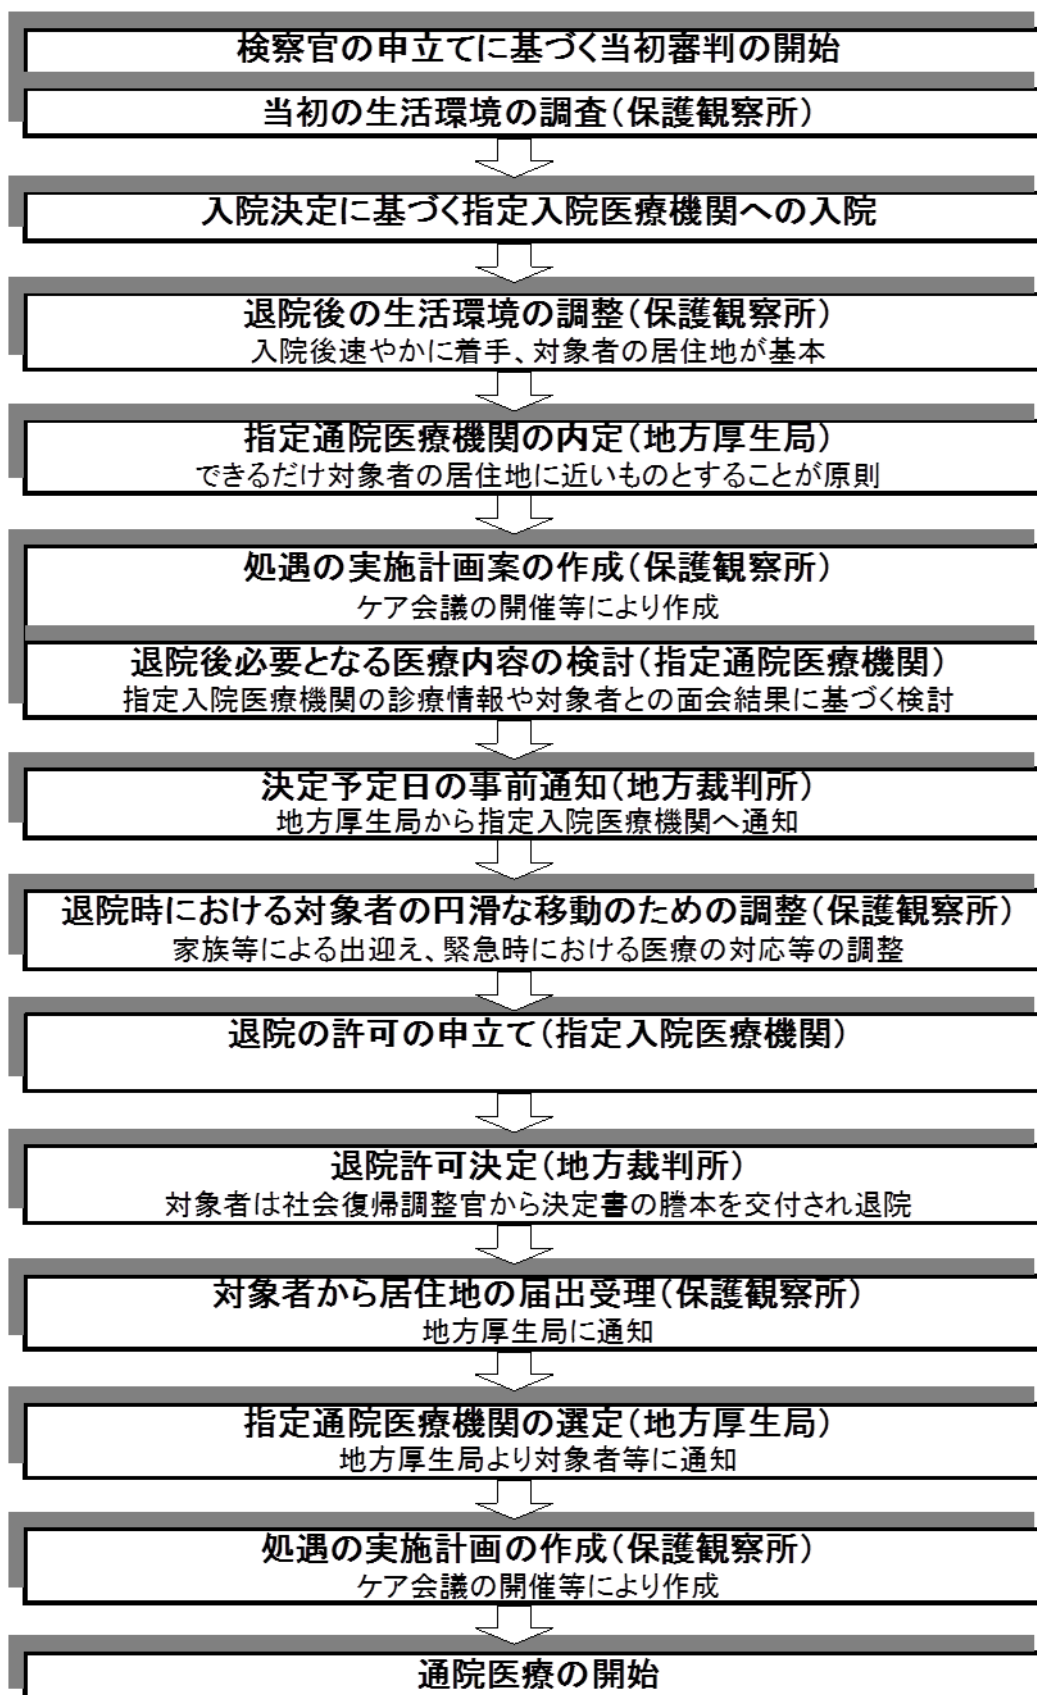 検察官の申立てに基づく当初審判の開始
当初の生活環境の調査(保護観察所)
入院決定に基づく指定入院医療機関への入院
退院後の生活環境の調整(保護観察所)
入院後速やかに着手、対象者の居住地が基本
指定通院医療機関の内定(地方厚生局)
できるだけ対象者の居住地に近いものとすることが原則
処遇の実施計画案の作成(保護観察所)
ケア会議の開催等により作成
退院後必要となる医療内容の検討(指定通院医療機関)
指定入院医療機関の診療情報や対象者との面会結果に基づく検討
決定予定日の事前通知(地方裁判所)
地方厚生局から指定入院医療機関へ通知
退院時における対象者の円滑な移動のための調整(保護観察所)
家族等による出迎え、緊急時における医療の対応等の調整
退院の許可の申立て(指定入院医療機関)
退院許可決定(地方裁判所)
対象者は社会復帰調整官から決定書の謄本を交付され退院
対象者から居住地の届出受理(保護観察所)
地方厚生局に通知
指定通院医療機関の選定(地方厚生局)
地方厚生局より対象者等に通知
処遇の実施計画の作成(保護観察所)
ケア会議の開催等により作成
通院医療の開始